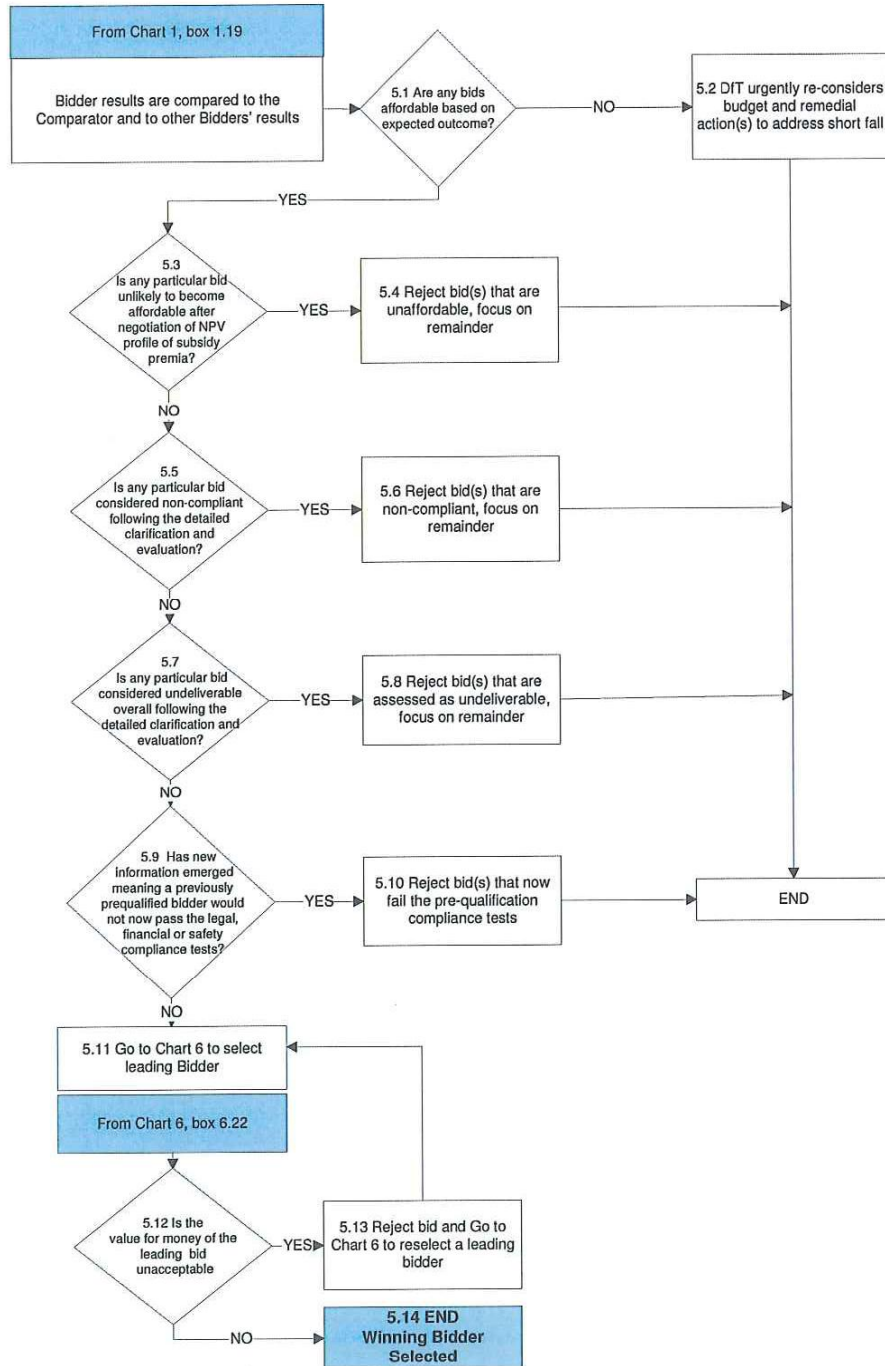 From Chart 1, box 1.19
Bidder results are compared to the
Comparator and to other Bidders' results
5.1 Are any bids
affordable based on
expected outcome?
NO
5.2 DfT urgently re-considers
budget and remedial
action(s) to address short fall
YES
5.3
Is any particular bid
unlikely to become
affordable after
negotiation of NPV
profile of subsidy
premia?
YES
5.4 Reject bid(s) that are
unaffordable, focus on
remainder
NO
5.5
Is any particular bid
considered non-compliant
following the detailed
clarification and
evaluation?
YES
5.6 Reject bid(s) that are
non-compliant, focus on
remainder
NO
5.7
Is any particular bid
considered undeliverable
overall following the
detailed clarification and
evaluation?
YES
5.8 Reject bid(s) that are
assessed as undeliverable,
focus on remainder
NO
5.9 Has new
information emerged
meaning a previously
prequalified bidder would
not now pass the legal,
financial or safety
compliance tests?
YES
5.10 Reject bid(s) that now
fail the pre-qualification
compliance tests
END
NO
5.11 Go to Chart 6 to select
leading Bidder
From Chart 6, box 6.22
5.12 Is the
value for money of the
leading bid
unacceptable
YES
5.13 Reject bid and Go to
Chart 6 to reselect a leading
bidder
NO
5.14 END
Winning Bidder
Selected